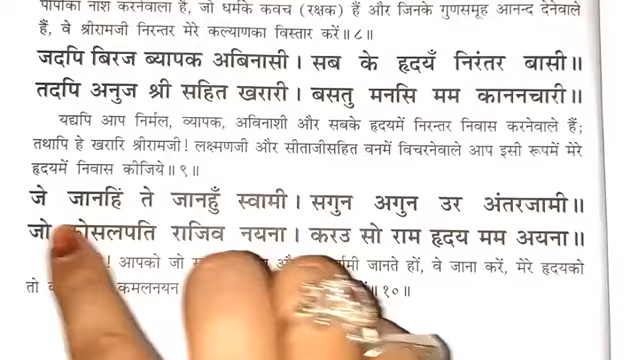 पापोंका नाश करनेवाला है, जो धर्मके कवच (रक्षक) हैं और जिनके गुणसमूह आनन्द देनेवाले
हैं, वे श्रीरामजी निरन्तर मेरे कल्याणका विस्तार करें॥८॥
जदपि बिरज ब्यापक अबिनासी। सब के हृदयँ निरंतर बासी॥
तदपि अनुज श्री सहित खरारी। बसतु मनसि मम काननचारी॥
यद्यपि आप निर्मल, व्यापक, अविनाशी और सबके हृदयमें निरन्तर निवास करनेवाले हैं;
तथापि हे खरारि श्रीरामजी! लक्ष्मणजी और सीताजीसहित वनमें विचरनेवाले आप इसी रूपमें मेरे
हृदयमें निवास कीजिये॥९॥
जे जानहिं ते जानहुँ स्वामी। सगुन अगुन उर अंतरजामी॥
जो कोसलपति राजिव नयना। करउ सो राम हृदय मम अयना॥
आपको जो जानते हों, वे जाना करें, मेरे हृदयको
तो कमलनयन ॥१०॥